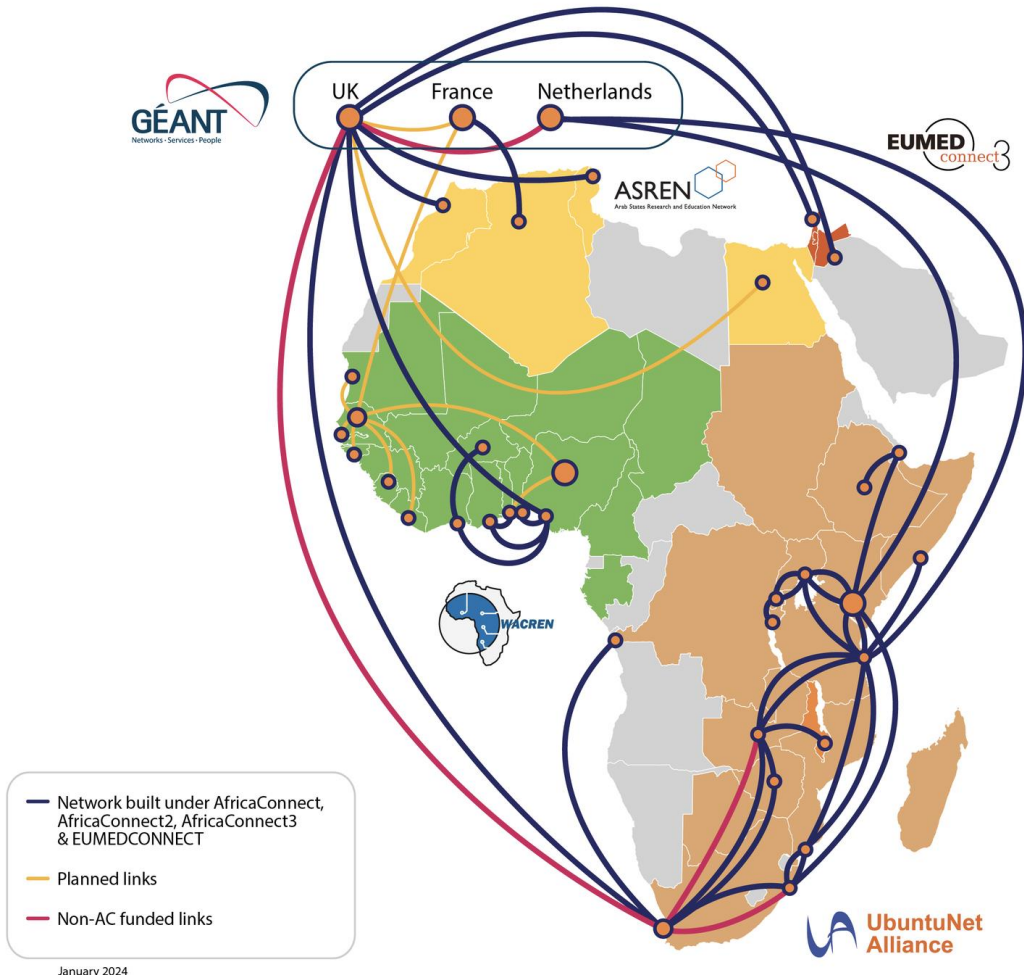 UK
France
Netherlands
GÉANT
Networks · Services · People
EUMED
connect3
ASREN
Arab States Research and Education Network
WACREN
Network built under AfricaConnect,
AfricaConnect2, AfricaConnect3
& EUMEDCONNECT
Planned links
Non-AC funded links
UbuntuNet
Alliance
January 2024